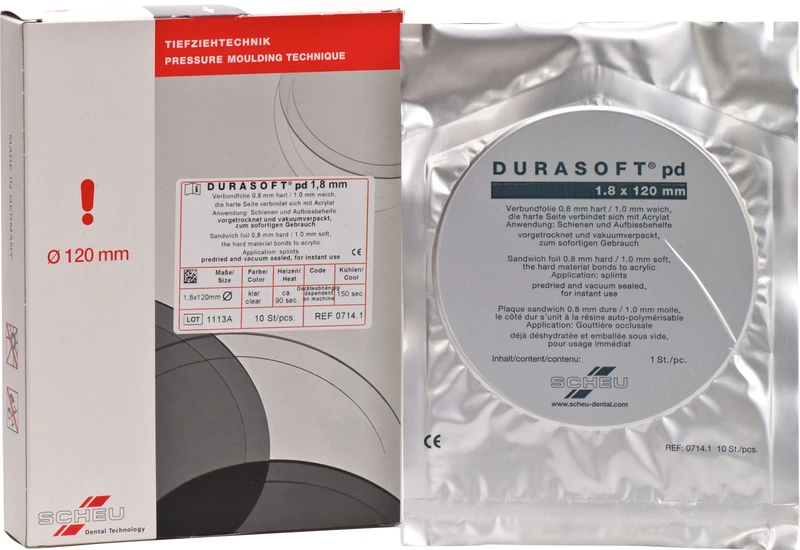 TIEFZIEHTECHNIK
PRESSURE MOULDING TECHNIQUE
MADE IN GERMANY
!
Ø 120 mm
DURASOFT® pd 1,8 mm
Verbundfolie 0.8 mm hart / 1.0 mm weich,
die harte Seite verbindet sich mit Acrylat
Anwendung: Schienen und Aufbissbehelfe
vorgetrocknet und vakuumverpackt,
zum sofortigen Gebrauch
Sandwich foil 0,8 mm hard / 1.0 mm soft,
the hard material bonds to acrylic
Application: splints
predried and vacuum sealed, for instant use
CE
Maße/ Farbe/ Heizen/ Code Kühlen/
Size Color Heat Cool
1,8x120mm Ø klar clear ca. 90 sec. Geräteabhängig dependent on machine 150 sec.
LOT 1113A 10 St/pcs. REF 0714.1
SCHEU
Dental Technology
DURASOFT® pd
1.8 x 120 mm
Verbundfolie 0.8 mm hart / 1.0 mm weich,
die harte Seite verbindet sich mit Acrylat
Anwendung: Schienen und Aufbissbehelfe
vorgetrocknet und vakuumverpackt,
zum sofortigen Gebrauch
Sandwich foil 0.8 mm hard / 1.0 mm soft,
the hard material bonds to acrylic
Application: splints
predried and vacuum sealed,
for instant use
Plaque sandwich 0.8 mm dure / 1.0 mm molle,
le côté dur s'unit à la résine auto-polymérisable
Application: Gouttière occlusale
déjà déshydratée et emballée sous vide,
pour usage immédiat
Inhalt/content/contenu: 1 St./pc.
SCHEU
www.scheu-dental.com
CE
REF: 0714.1 10 St./pcs.